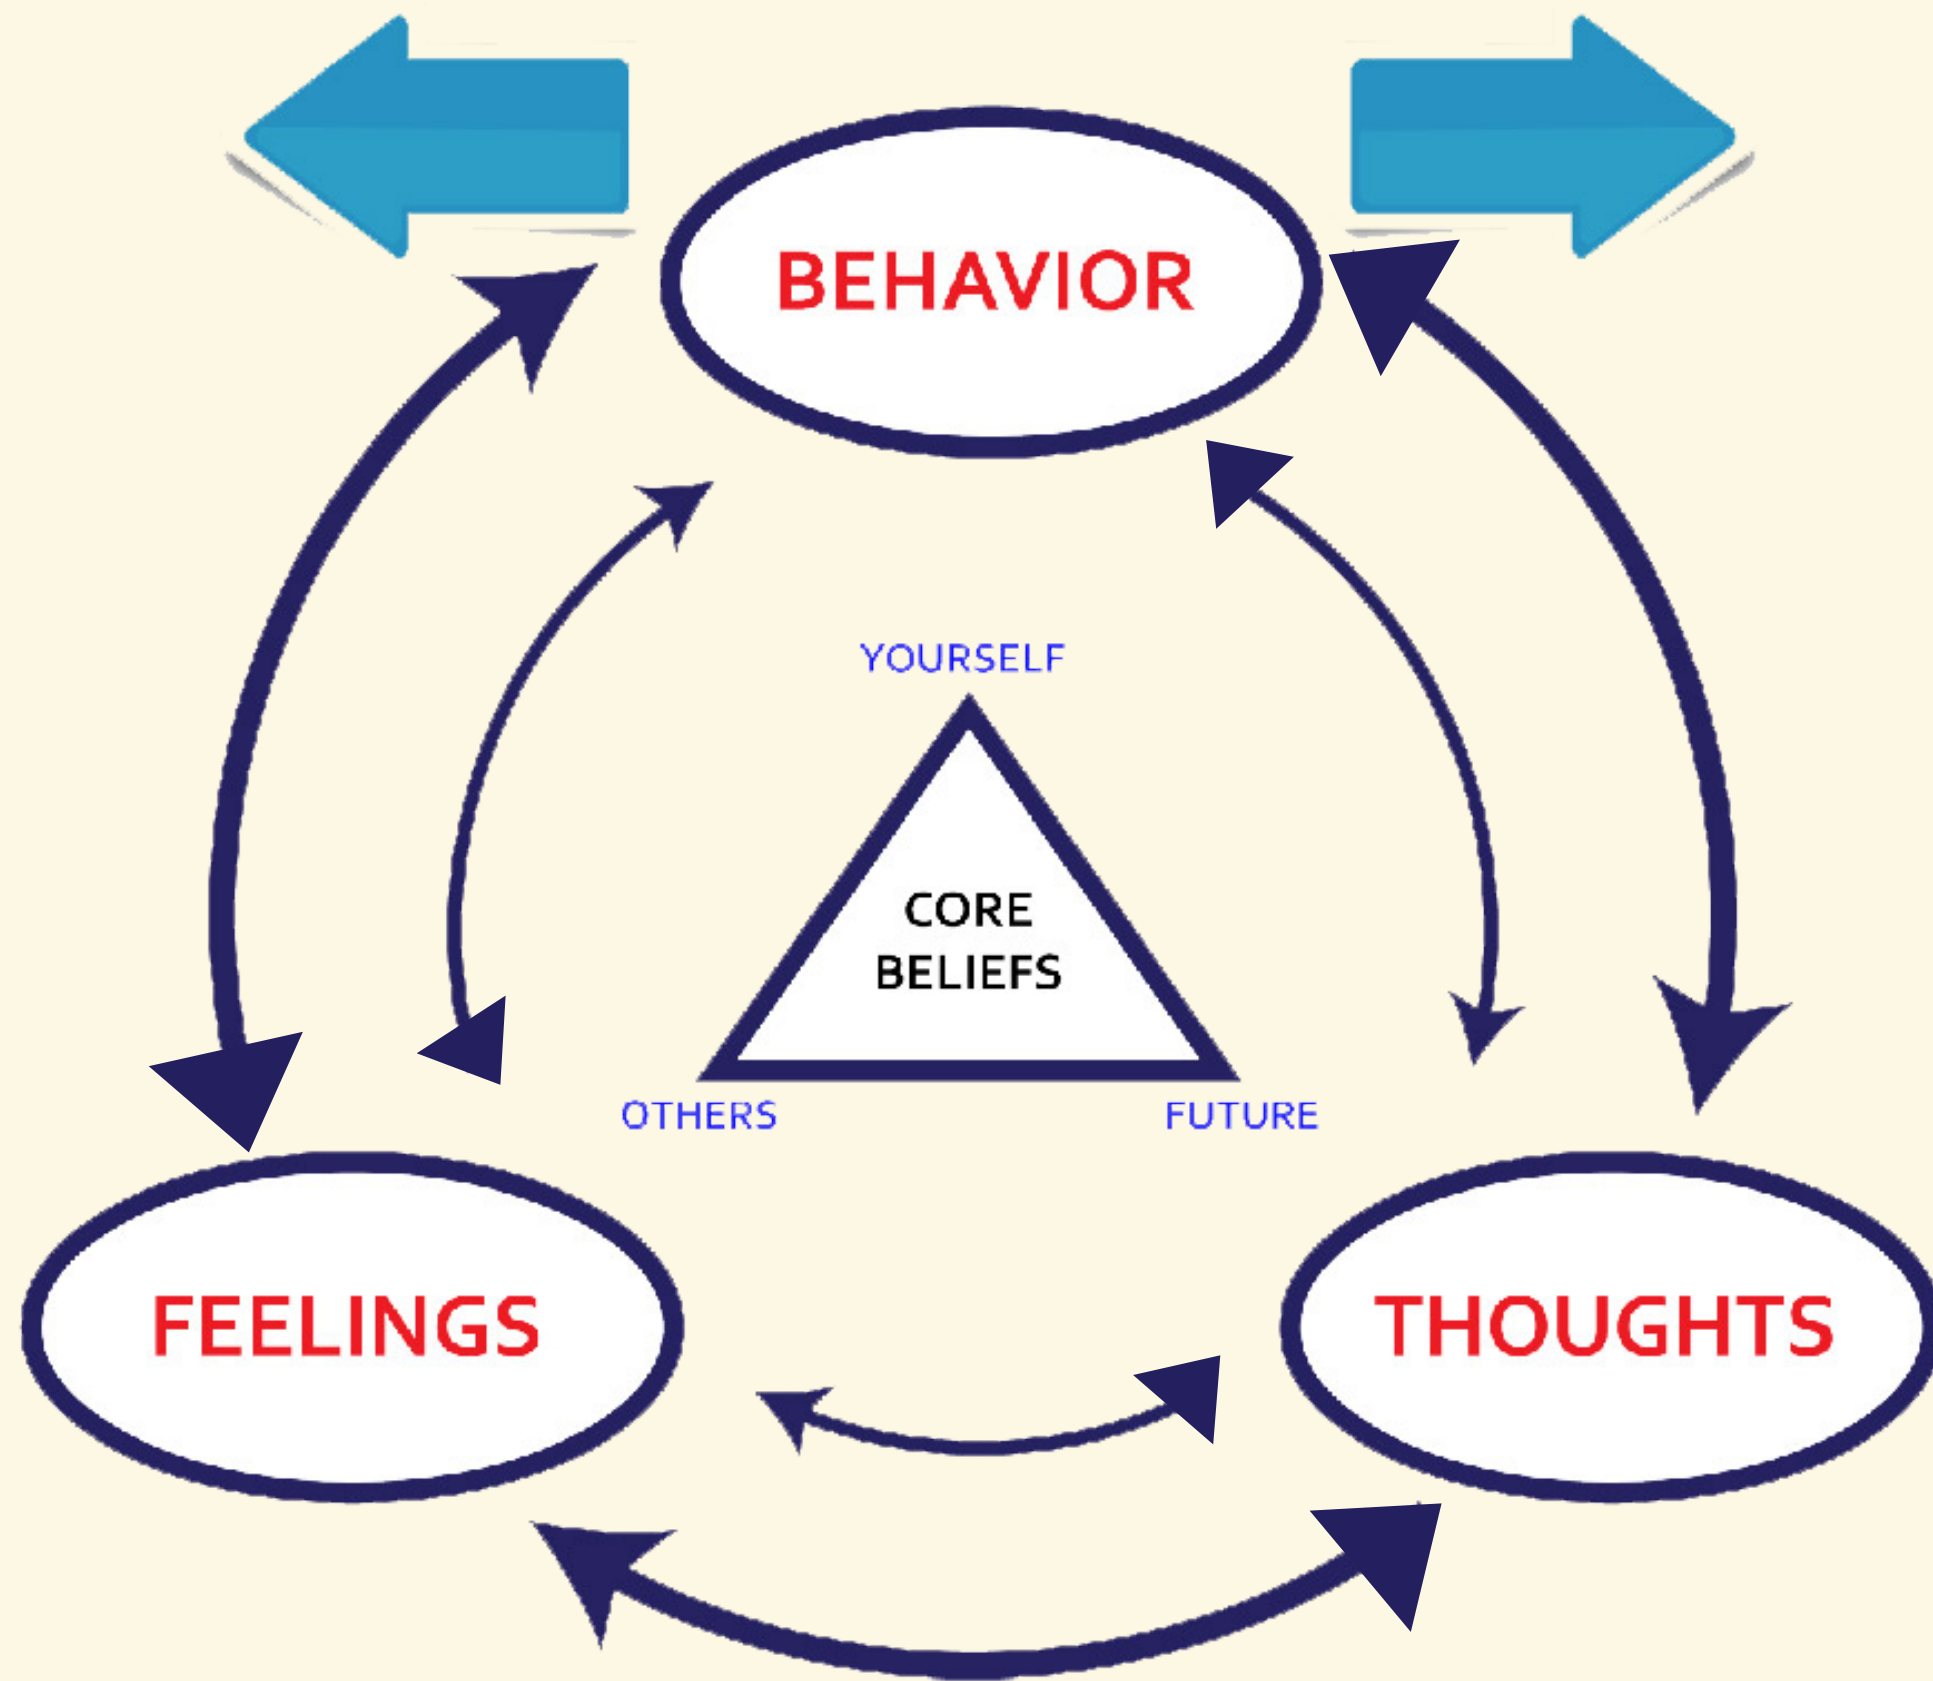 BEHAVIOR
YOURSELF
CORE
BELIEFS
OTHERS
FUTURE
FEELINGS
THOUGHTS